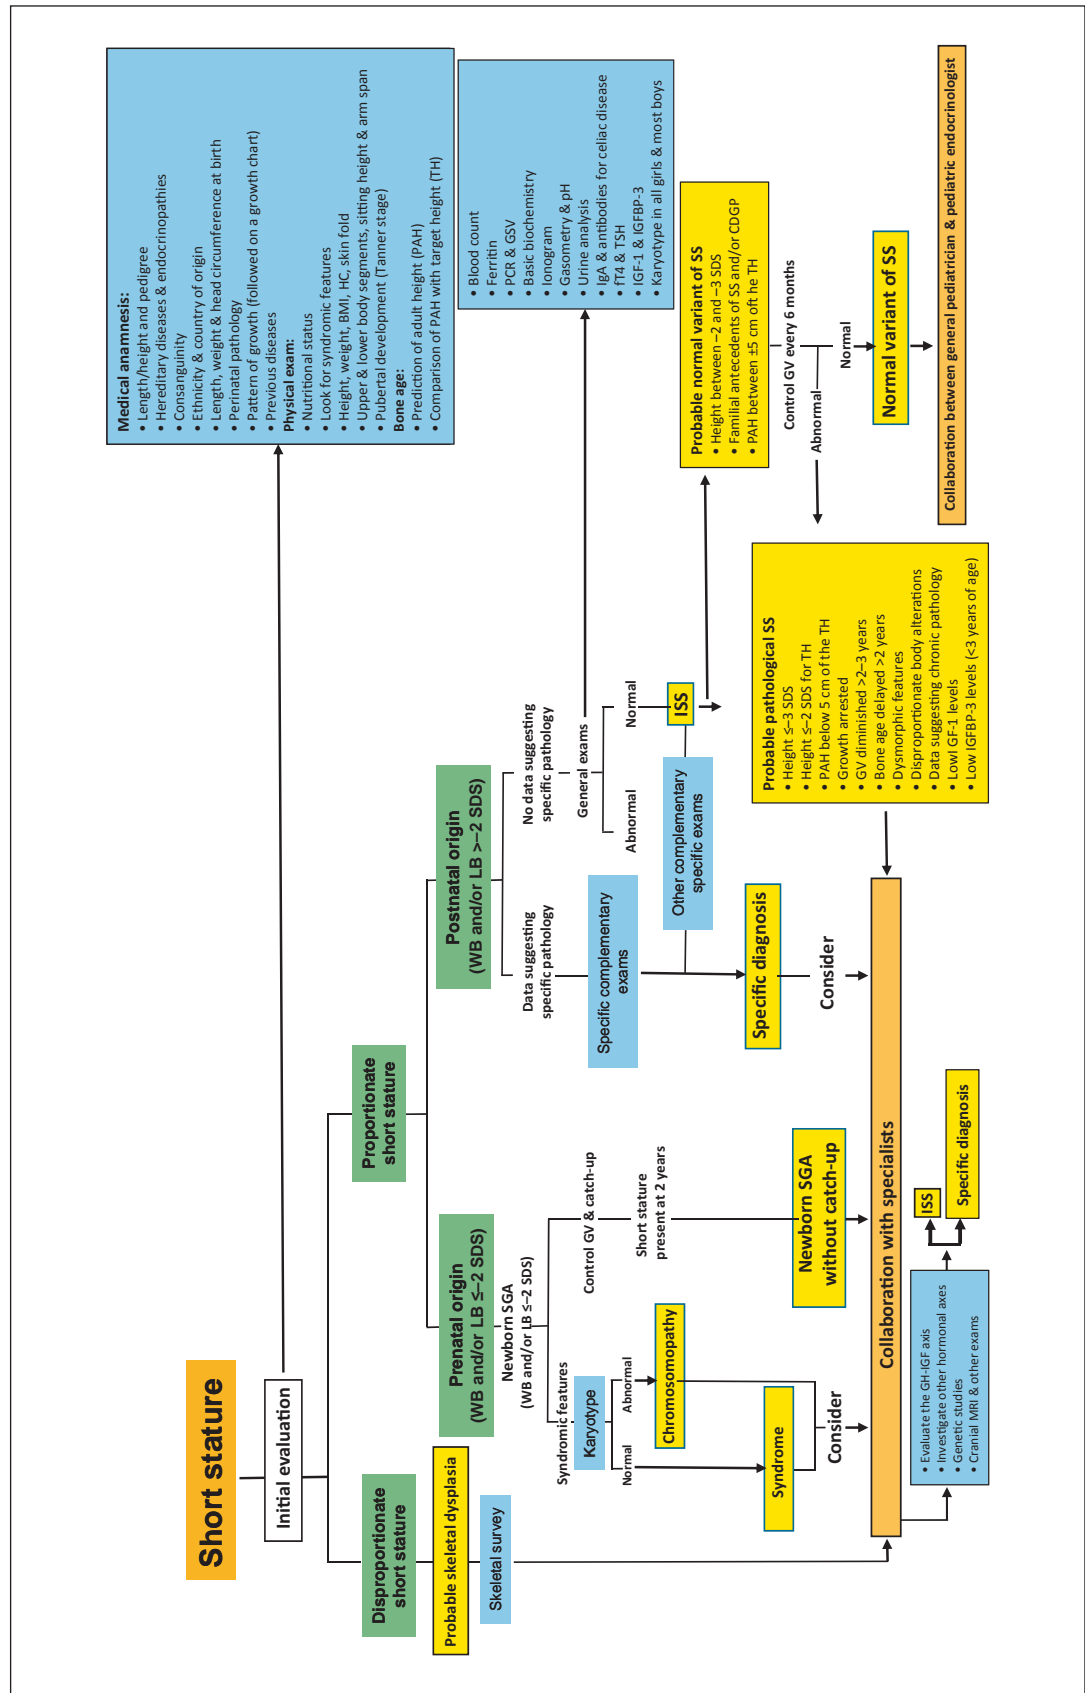 Short stature
Initial evaluation
Medical anamnesis:
• Length/height and pedigree
• Hereditary diseases & endocrinopathies
• Consanguinity
• Ethnicity & country of origin
• Length, weight & head circumference at birth
• Perinatal pathology
• Pattern of growth (followed on a growth chart)
• Previous diseases
Physical exam:
• Nutritional status
• Look for syndromic features
• Height, weight, BMI, HC, skin fold
• Upper & lower body segments, sitting height & arm span
• Pubertal development (Tanner stage)
Bone age:
• Prediction of adult height (PAH)
• Comparison of PAH with target height (TH)
Disproportionate
short stature
Probable skeletal dysplasia
Skeletal survey
Proportionate
short stature
Prenatal origin
(WB and/or LB ≤−2 SDS)
Newborn SGA
(WB and/or LB ≤−2 SDS)
Syndromic features
Karyotype
Normal
Abnormal
Chromosomopathy
Syndrome
Consider
Control GV & catch-up
Short stature
present at 2 years
Newborn SGA
without catch-up
Postnatal origin
(WB and/or LB >−2 SDS)
Data suggesting
specific pathology
Specific complementary
exams
Specific diagnosis
Consider
No data suggesting
specific pathology
General exams
Abnormal
Normal
Other complementary
specific exams
ISS
• Blood count
• Ferritin
• PCR & GSV
• Basic biochemistry
• Ionogram
• Gasometry & pH
• Urine analysis
• IgA & antibodies for celiac disease
• fT4 & TSH
• IGF-1 & IGFBP-3
• Karyotype in all girls & most boys
Probable normal variant of SS
• Height between −2 and −3 SDS
• Familial antecedents of SS and/or CDGP
• PAH between ±5 cm oft he TH
Control GV every 6 months
Abnormal
Normal
Normal variant of SS
Collaboration between general pediatrician & pediatric endocrinologist
Probable pathological SS
• Height ≤−3 SDS
• Height ≤−2 SDS for TH
• PAH below 5 cm of the TH
• Growth arrested
• GV diminished >2–3 years
• Bone age delayed >2 years
• Dysmorphic features
• Disproportionate body alterations
• Data suggesting chronic pathology
• Lowl GF-1 levels
• Low IGFBP-3 levels (<3 years of age)
Collaboration with specialists
• Evaluate the GH-IGF axis
• Investigate other hormonal axes
• Genetic studies
• Cranial MRI & other exams
ISS
Specific diagnosis